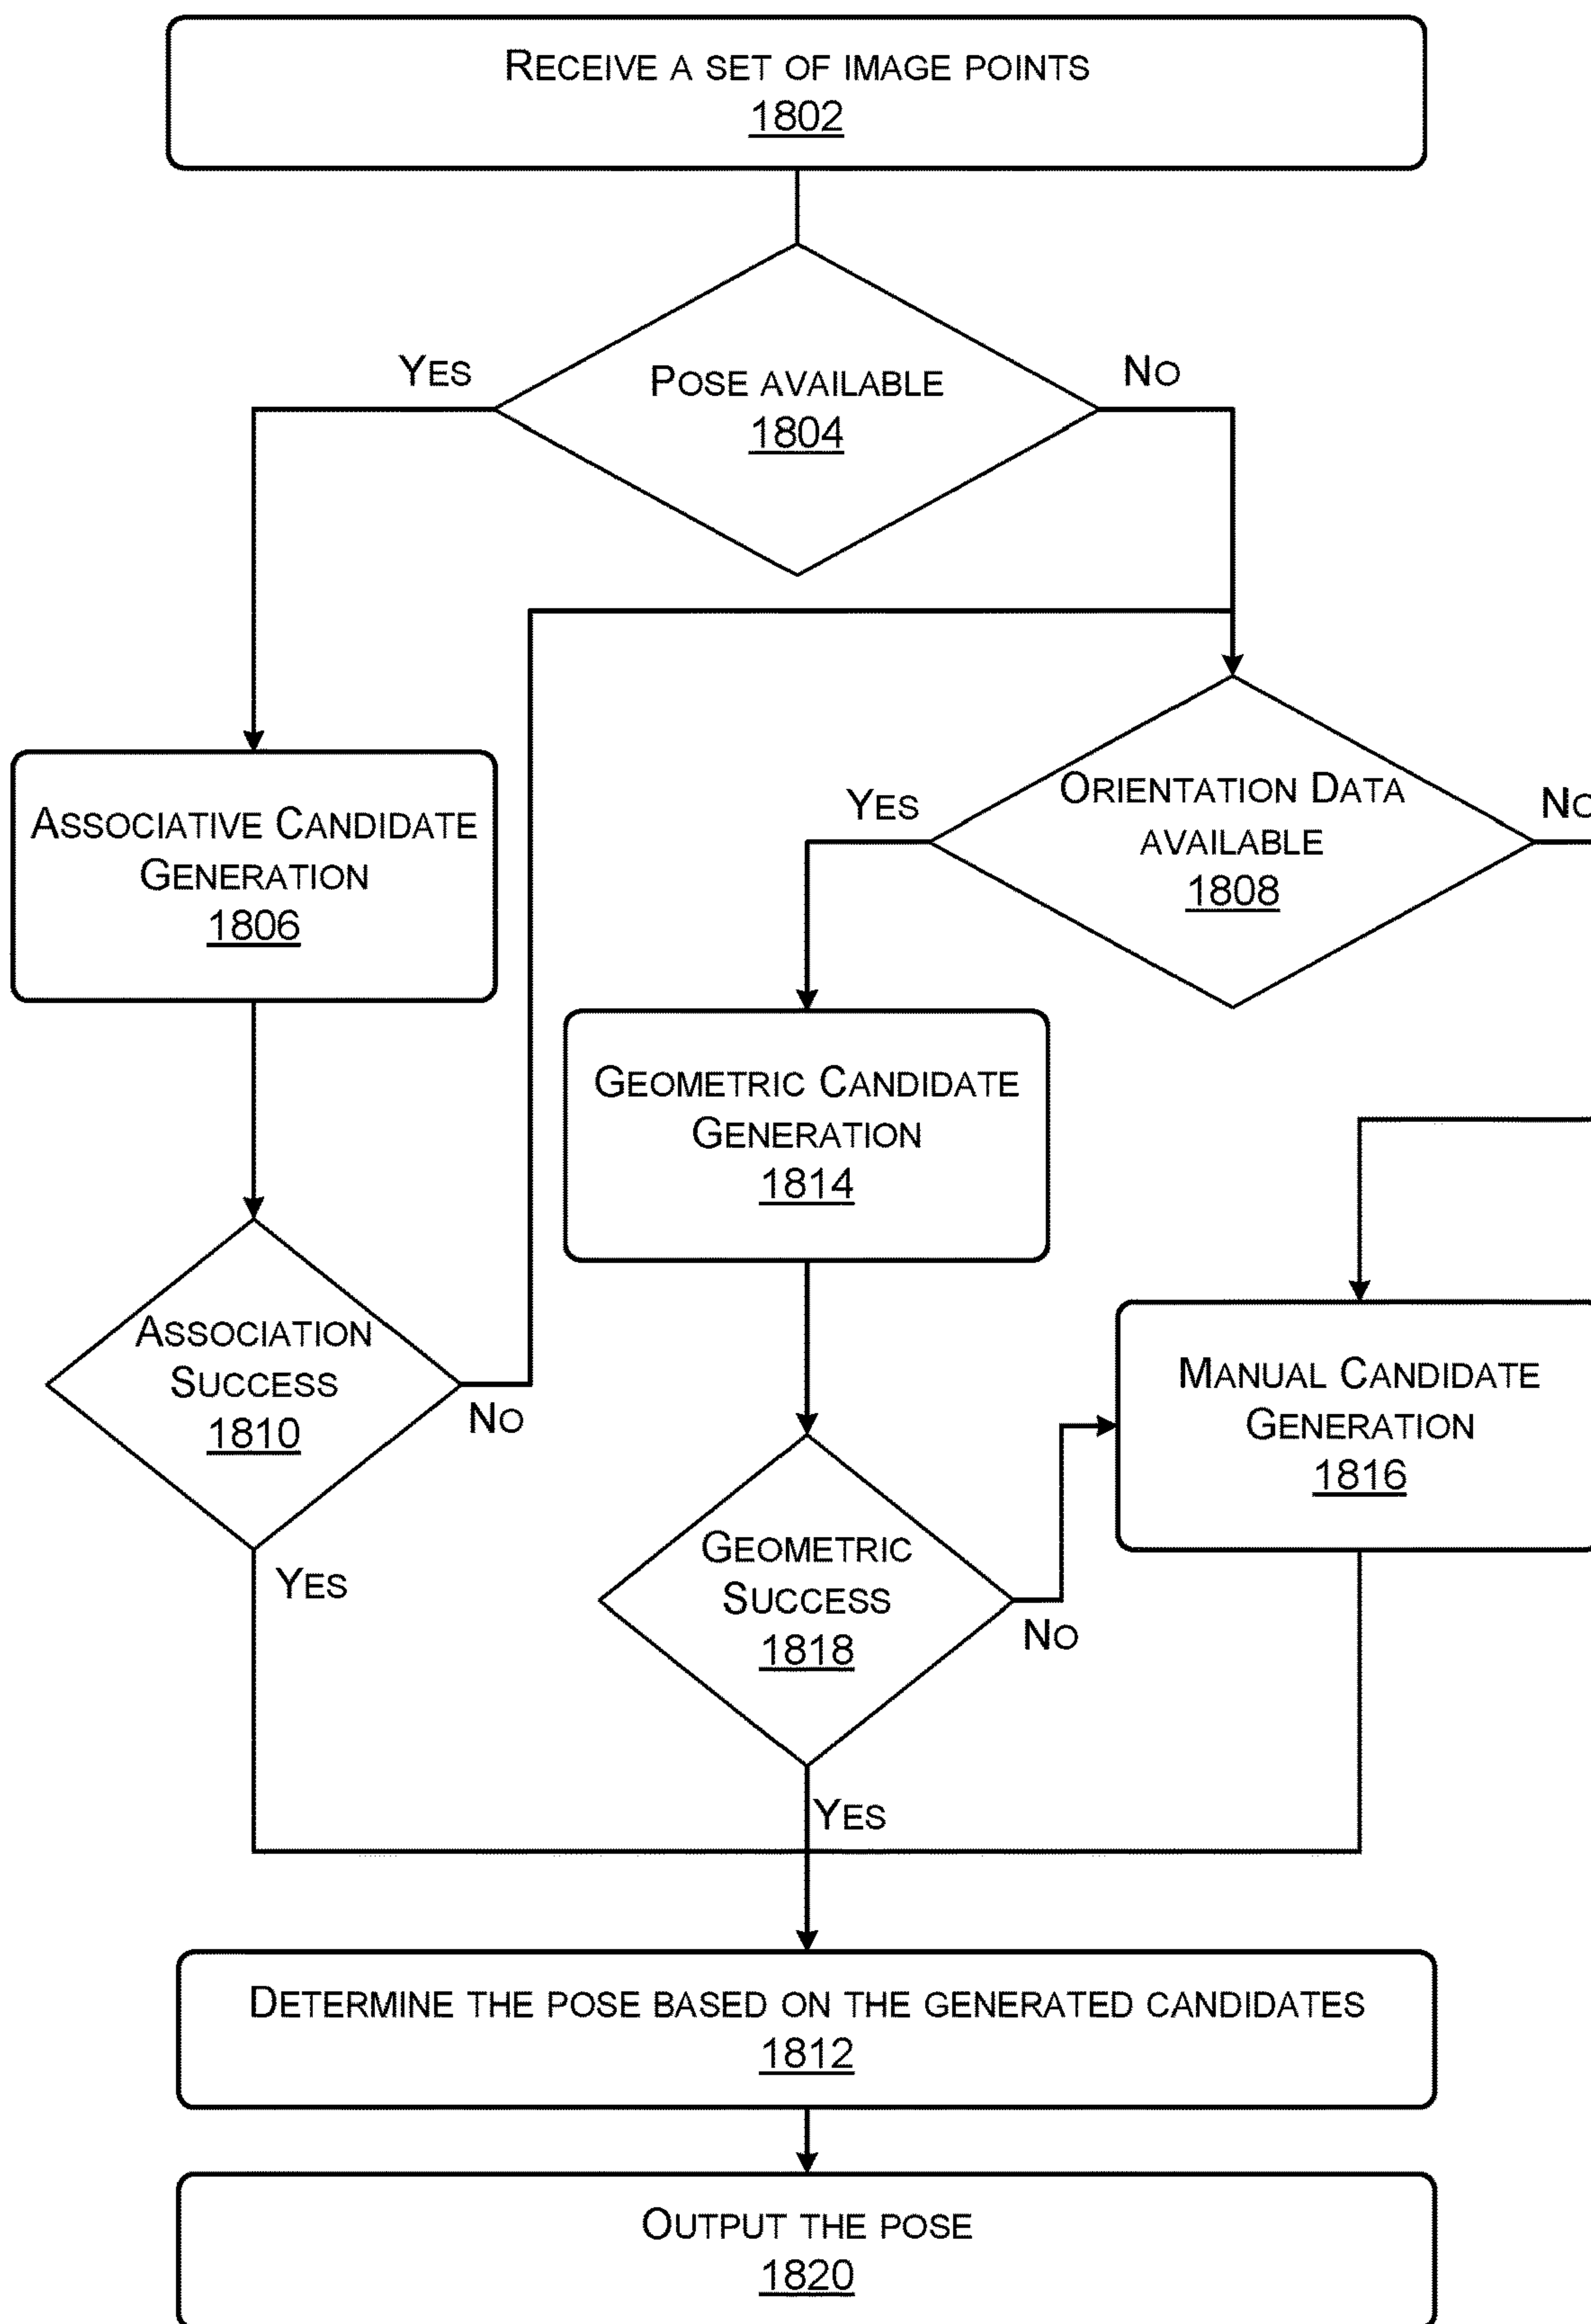 RECEIVE A SET OF IMAGE POINTS
1802
YES
POSE AVAILABLE
1804
NO
YES
ORIENTATION DATA
AVAILABLE
1808
NO
ASSOCIATIVE CANDIDATE
GENERATION
1806
GEOMETRIC CANDIDATE
GENERATION
1814
ASSOCIATION
SUCCESS
1810
NO
MANUAL CANDIDATE
GENERATION
1816
YES
GEOMETRIC
SUCCESS
1818
NO
YES
DETERMINE THE POSE BASED ON THE GENERATED CANDIDATES
1812
OUTPUT THE POSE
1820